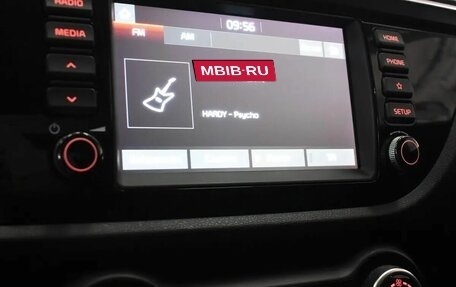 RADIO
09:56
HOME
FM
AM
MEDIA
MBIB·RU
PHONE
HARDY - Psycho
SETUP